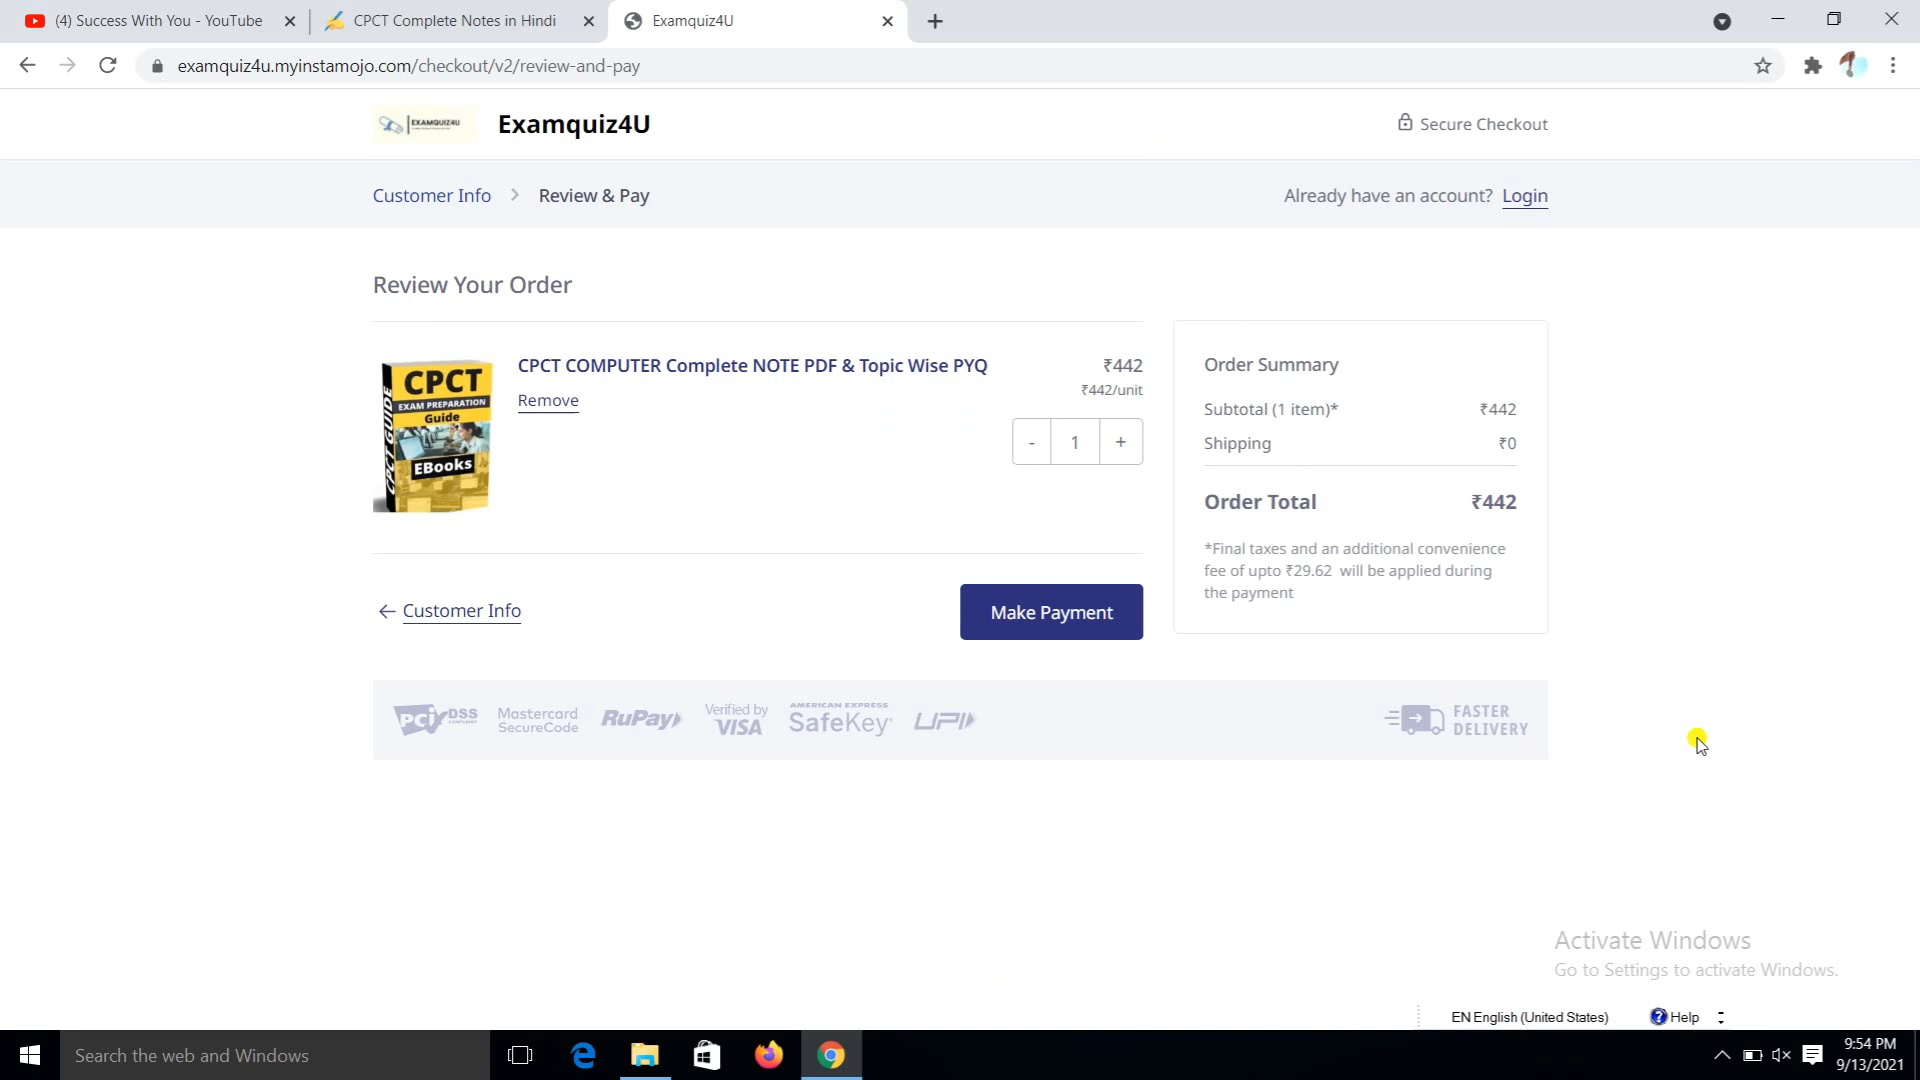 (4) Success With You - YouTube
CPCT Complete Notes in Hindi
Examquiz4U
examquiz4u.myinstamojo.com/checkout/v2/review-and-pay
EXAMQUIZ4U
Examquiz4U
Secure Checkout
Customer Info > Review & Pay
Already have an account? Login
Review Your Order
CPCT
EXAM PREPARATION
Guide
EBooks
CPCT GUIDE
CPCT COMPUTER Complete NOTE PDF & Topic Wise PYQ
₹442
Remove
₹442/unit
- 1 +
Order Summary
Subtotal (1 item)* ₹442
Shipping ₹0
Order Total ₹442
*Final taxes and an additional convenience
fee of upto ₹29.62 will be applied during
the payment
← Customer Info
Make Payment
PCI DSS
COMPLIANT
Mastercard
SecureCode
RuPay
Verified by
VISA
AMERICAN EXPRESS
SafeKey
UPI
FASTER
DELIVERY
Activate Windows
Go to Settings to activate Windows.
EN English (United States)
Help
Search the web and Windows
9:54 PM
9/13/2021